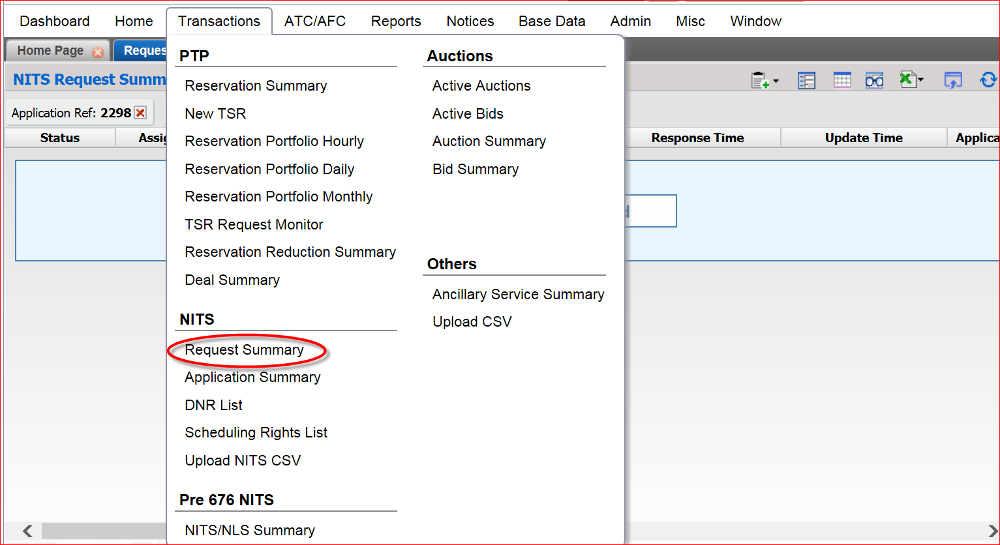 Dashboard Home Transactions ATC/AFC Reports Notices Base Data Admin Misc Window
Home Page Reques
NITS Request Summ
Application Ref: 2298
Status Assig Response Time Update Time Applica
PTP
Reservation Summary
New TSR
Reservation Portfolio Hourly
Reservation Portfolio Daily
Reservation Portfolio Monthly
TSR Request Monitor
Reservation Reduction Summary
Deal Summary
NITS
Request Summary
Application Summary
DNR List
Scheduling Rights List
Upload NITS CSV
Pre 676 NITS
NITS/NLS Summary
Auctions
Active Auctions
Active Bids
Auction Summary
Bid Summary
Others
Ancillary Service Summary
Upload CSV